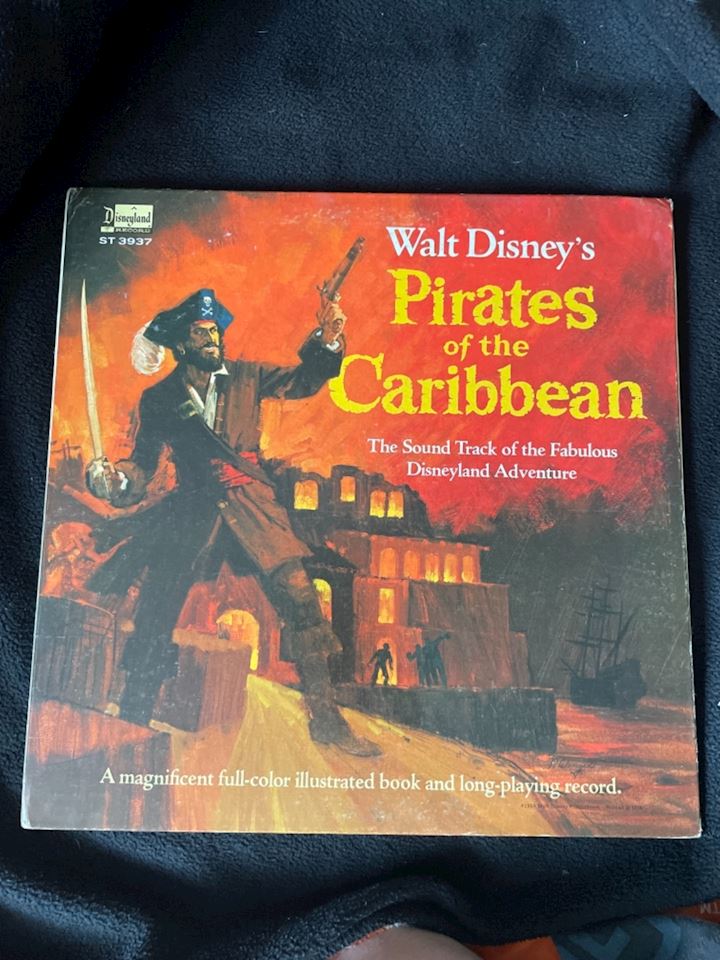 Disneyland
RECORD
ST 3937
Walt Disney's
Pirates
of the
Caribbean
The Sound Track of the Fabulous
Disneyland Adventure
A magnificent full-color illustrated book and long-playing record.